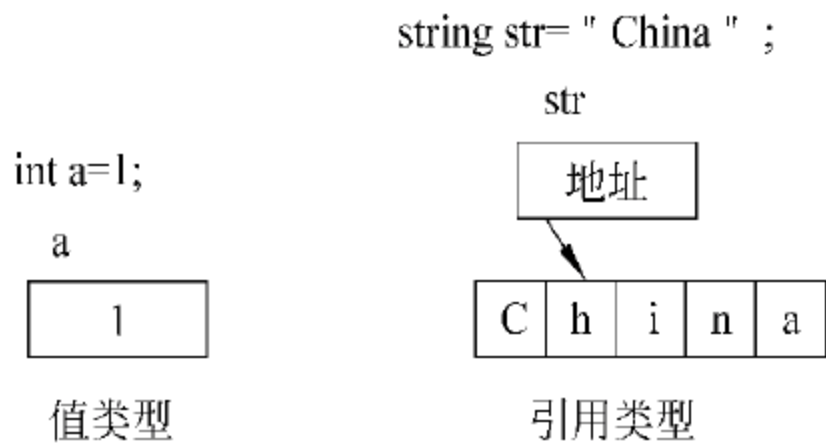 string str= " China " ;
str
地址
int a=1;
a
1
C h i n a
值类型
引用类型